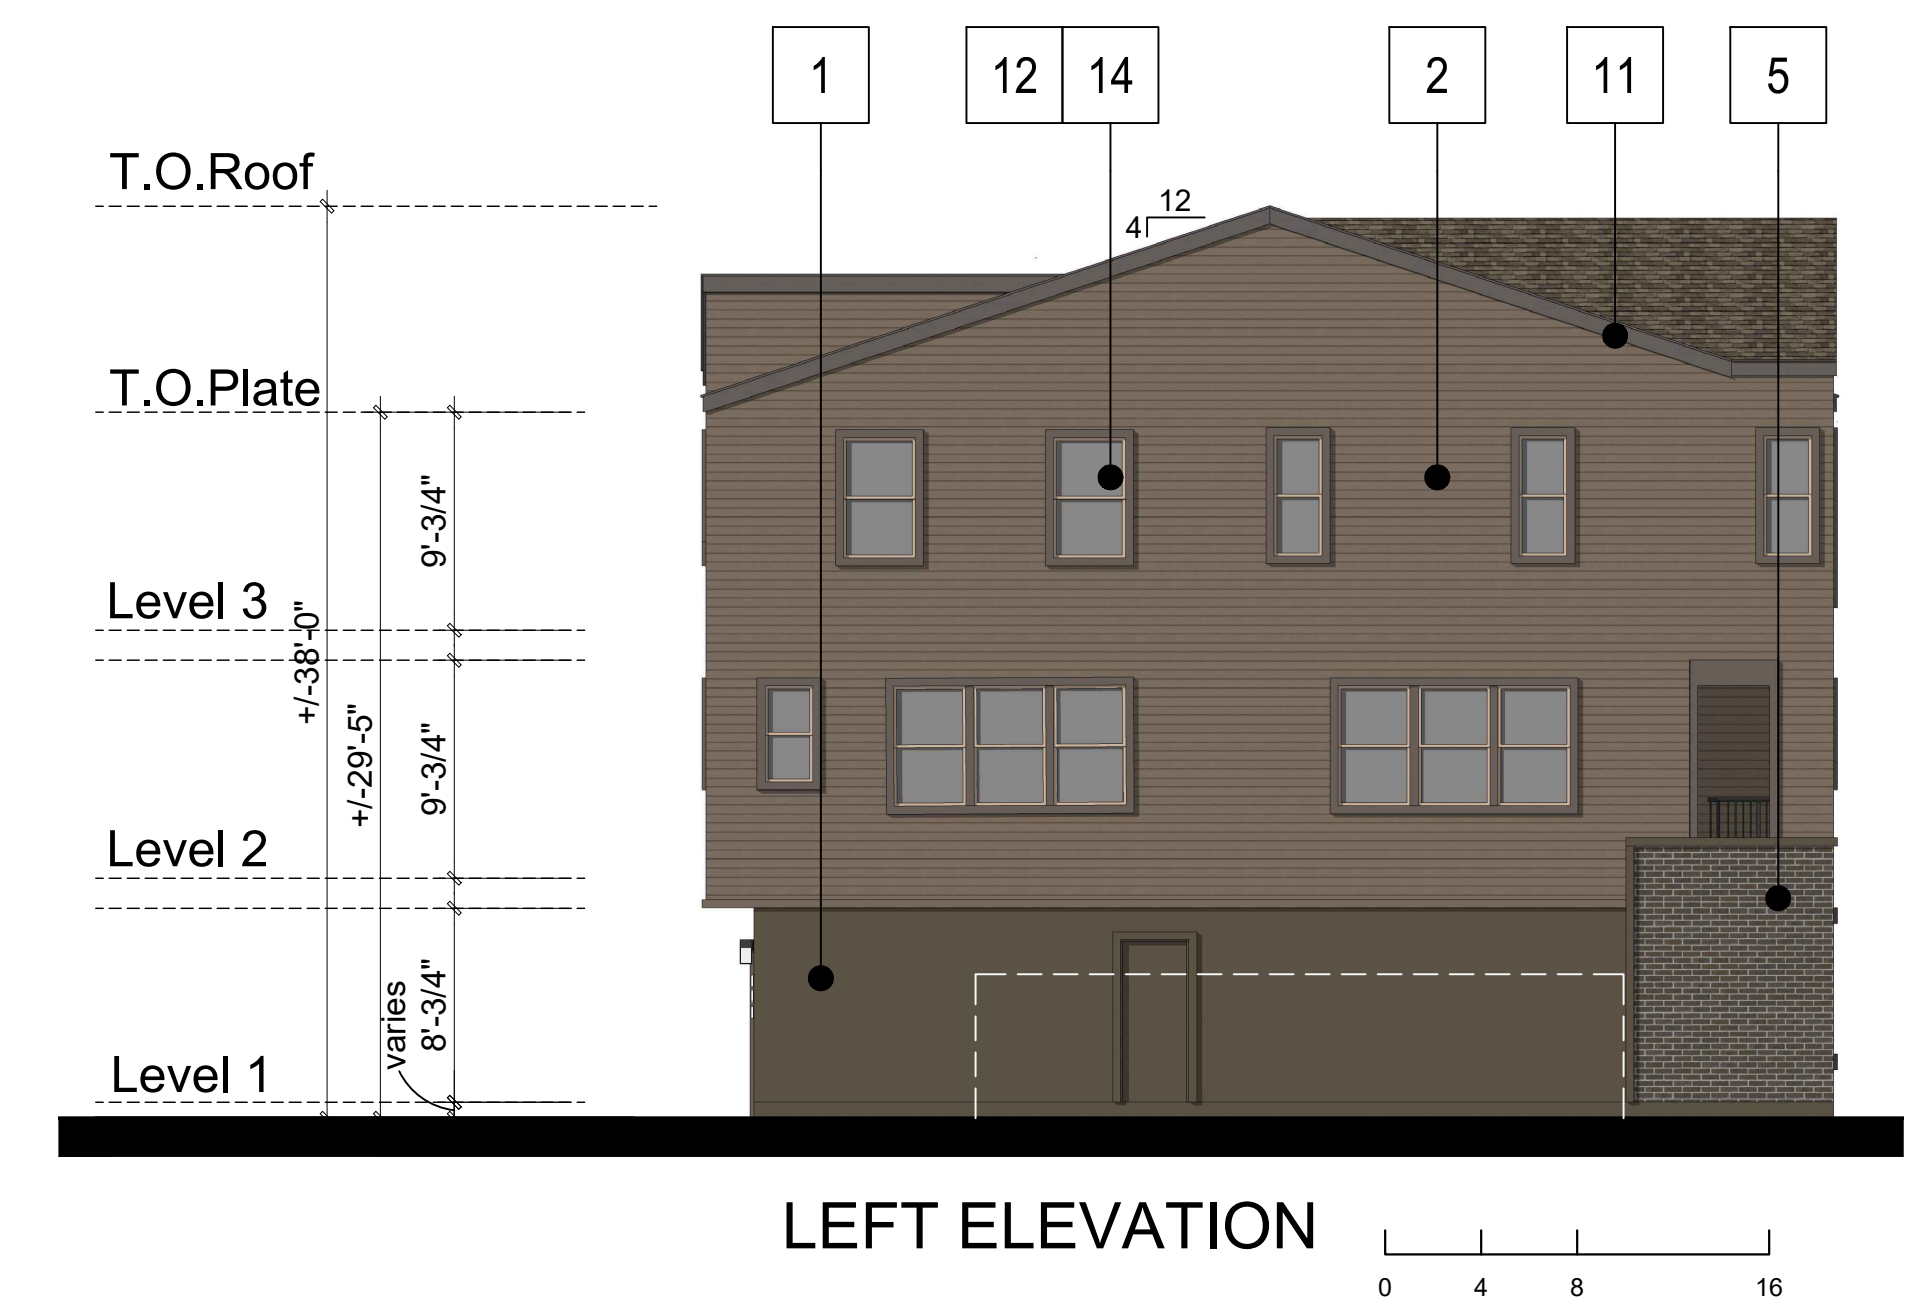 1
12 14
2
11
5
T.O.Roof
12
4
T.O.Plate
9'-3/4"
Level 3
+/-38'-0"
+/-29'-5"
9'-3/4"
Level 2
varies
8'-3/4"
Level 1
LEFT ELEVATION
0 4 8 16